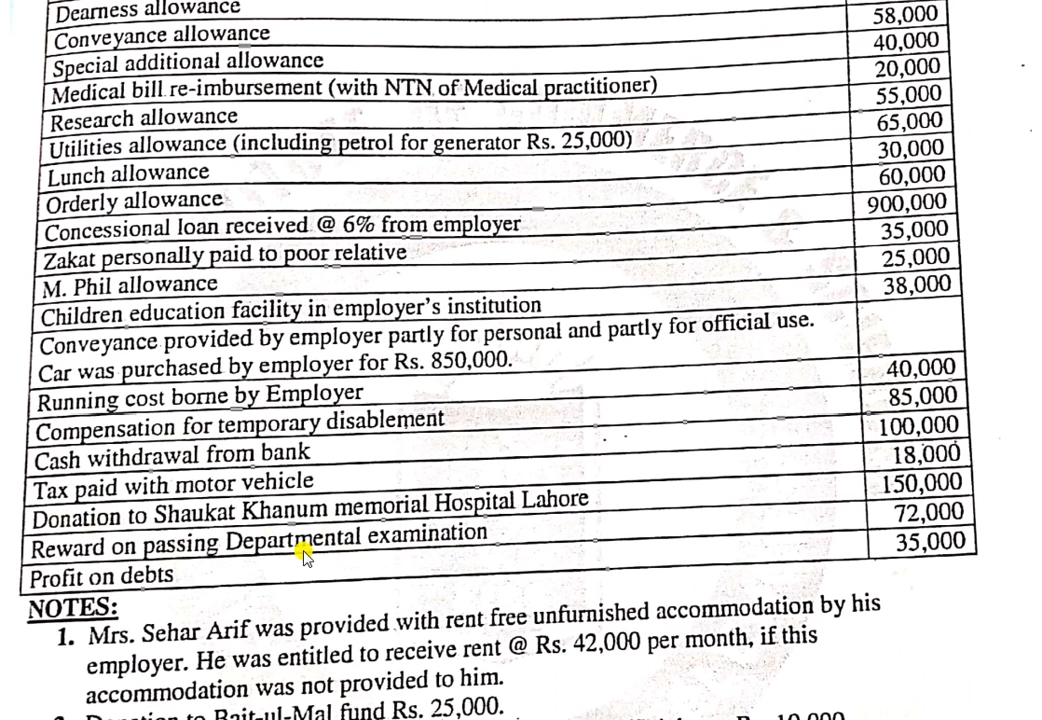 Dearness allowance
Conveyance allowance 58,000
Special additional allowance 40,000
Medical bill re-imbursement (with NTN of Medical practitioner) 20,000
Research allowance 55,000
Utilities allowance (including petrol for generator Rs. 25,000) 65,000
Lunch allowance 30,000
Orderly allowance 60,000
Concessional loan received @ 6% from employer 900,000
Zakat personally paid to poor relative 35,000
M. Phil allowance 25,000
Children education facility in employer's institution 38,000
Conveyance provided by employer partly for personal and partly for official use.
Car was purchased by employer for Rs. 850,000.
Running cost borne by Employer 40,000
Compensation for temporary disablement 85,000
Cash withdrawal from bank 100,000
Tax paid with motor vehicle 18,000
Donation to Shaukat Khanum memorial Hospital Lahore 150,000
Reward on passing Departmental examination 72,000
Profit on debts 35,000
NOTES:
1. Mrs. Sehar Arif was provided with rent free unfurnished accommodation by his
employer. He was entitled to receive rent @ Rs. 42,000 per month, if this
accommodation was not provided to him.
Donation to Bait-ul-Mal fund Rs. 25,000.